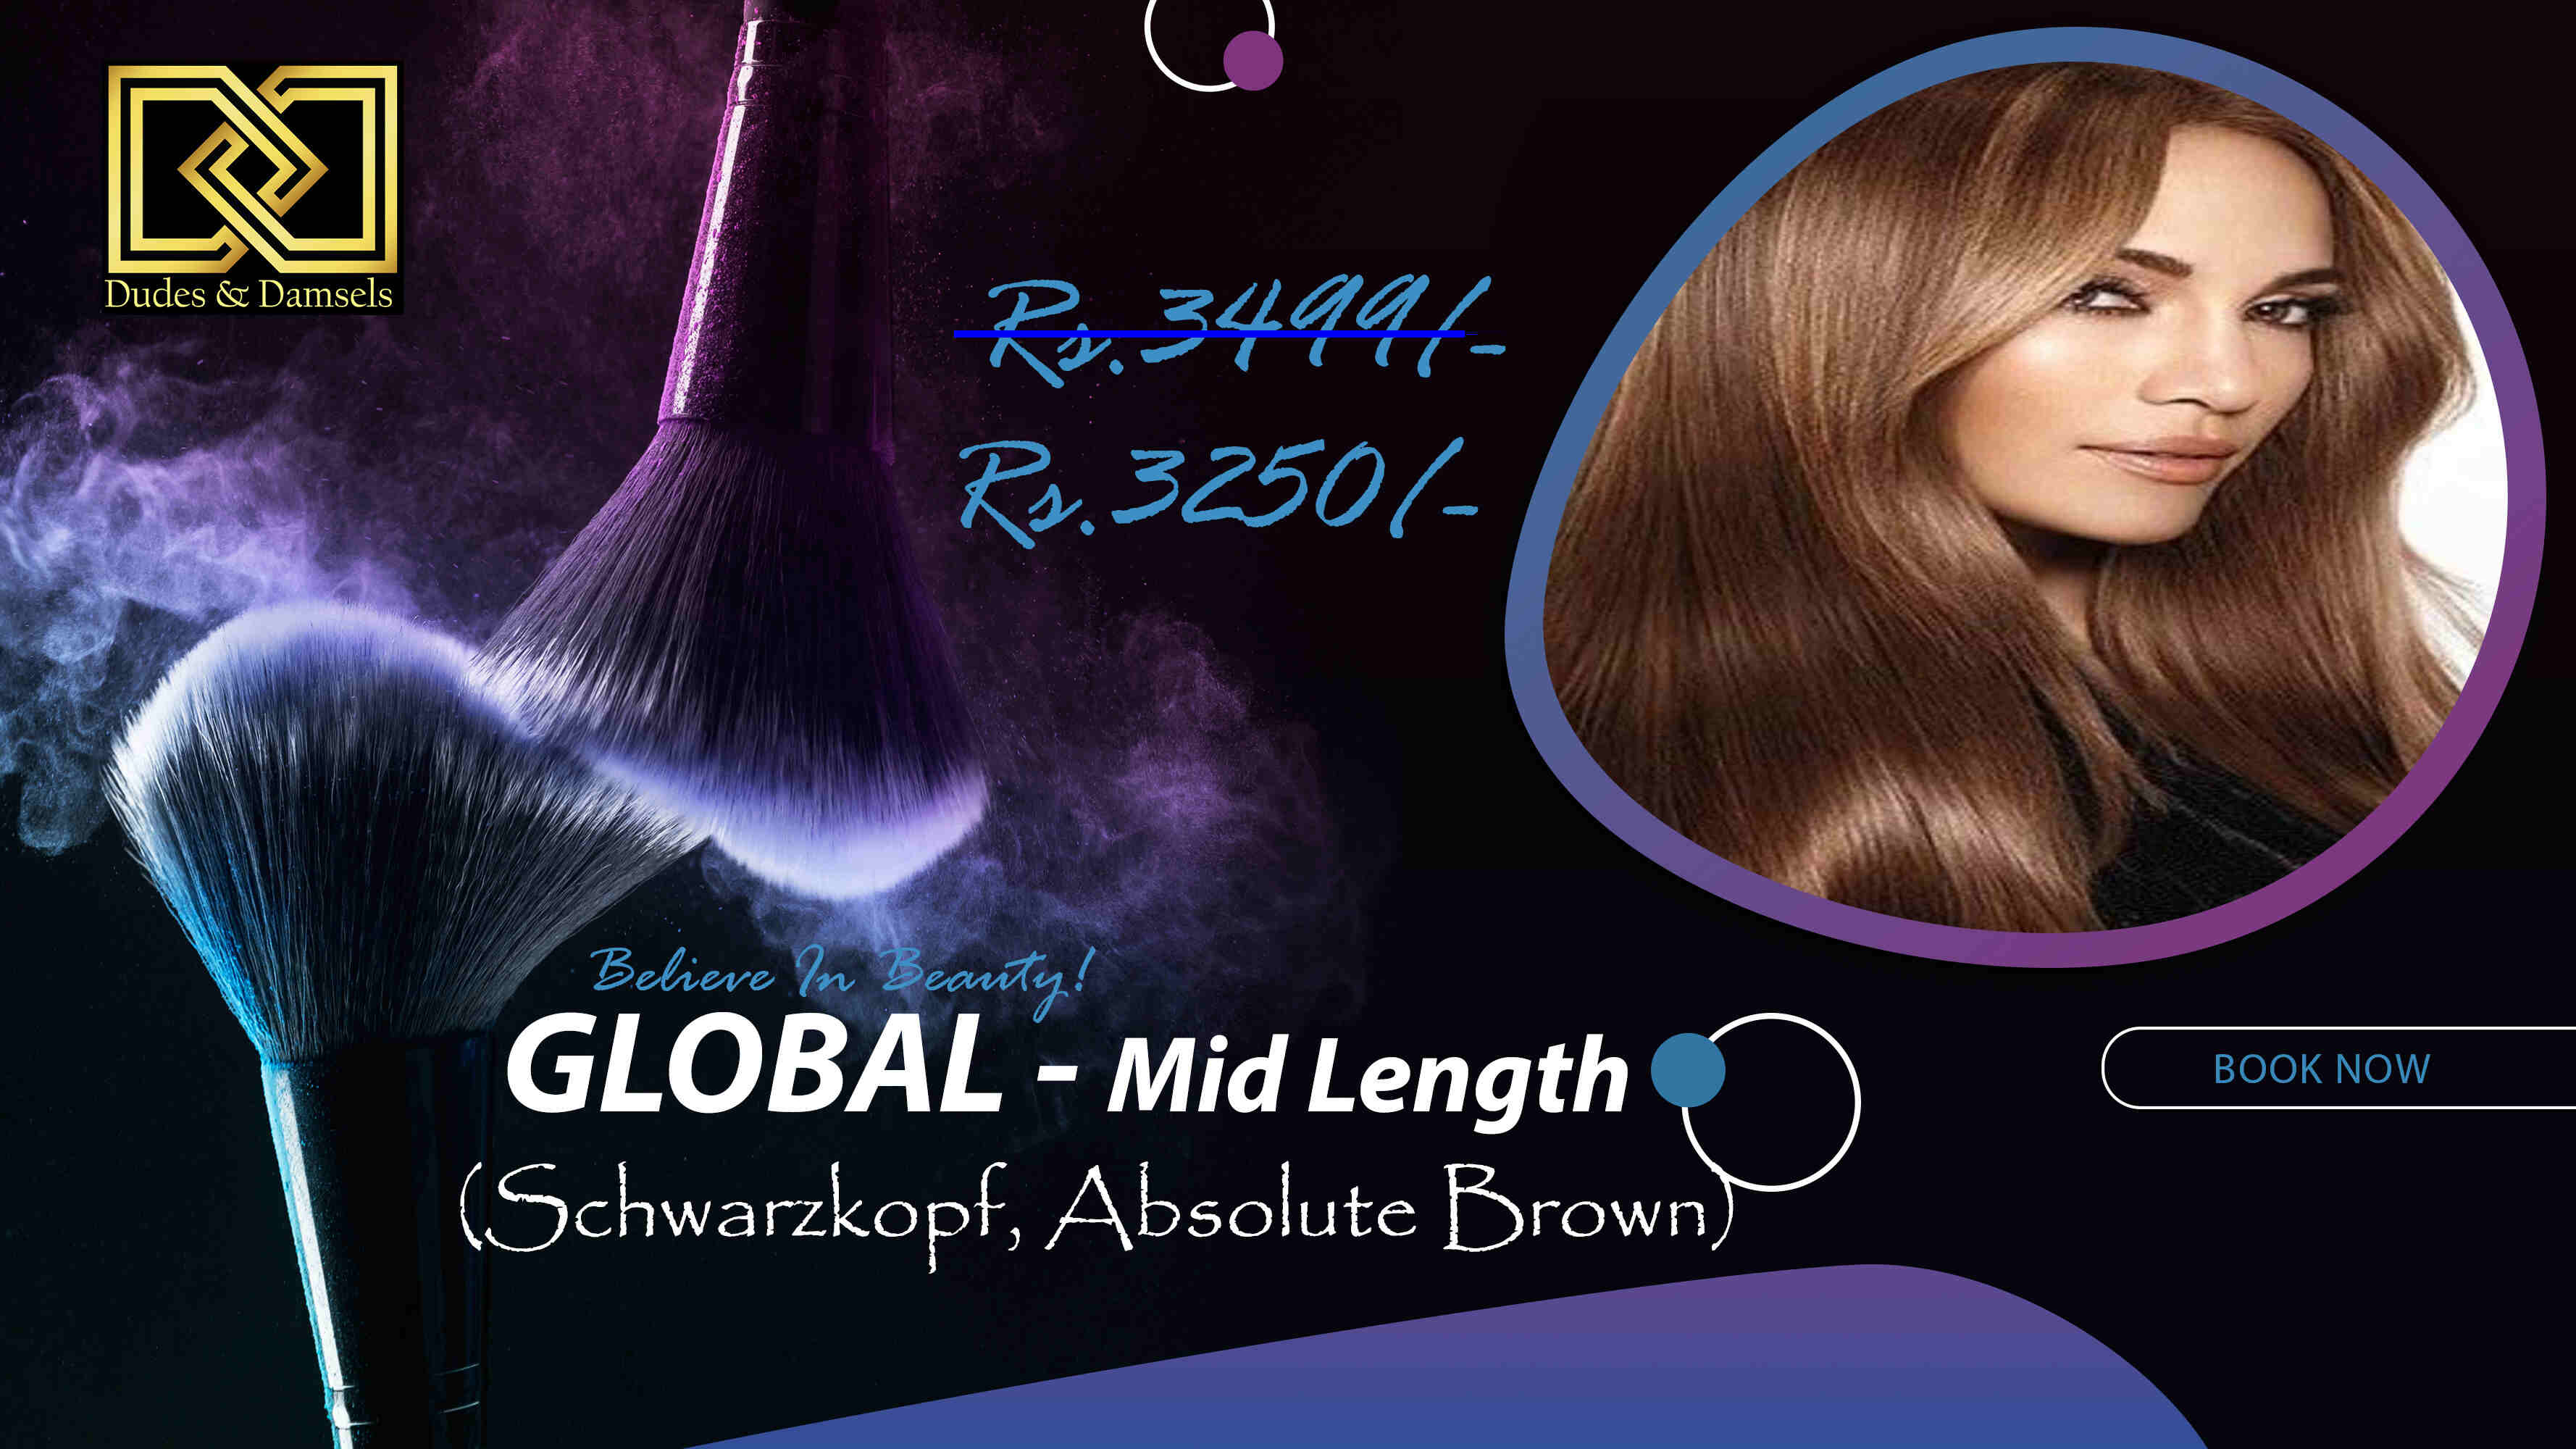 Dudes & Damsels
Rs.3499/-
Rs.3250/-
Believe In Beauty!
GLOBAL - Mid Length
(Schwarzkopf, Absolute Brown)
BOOK NOW